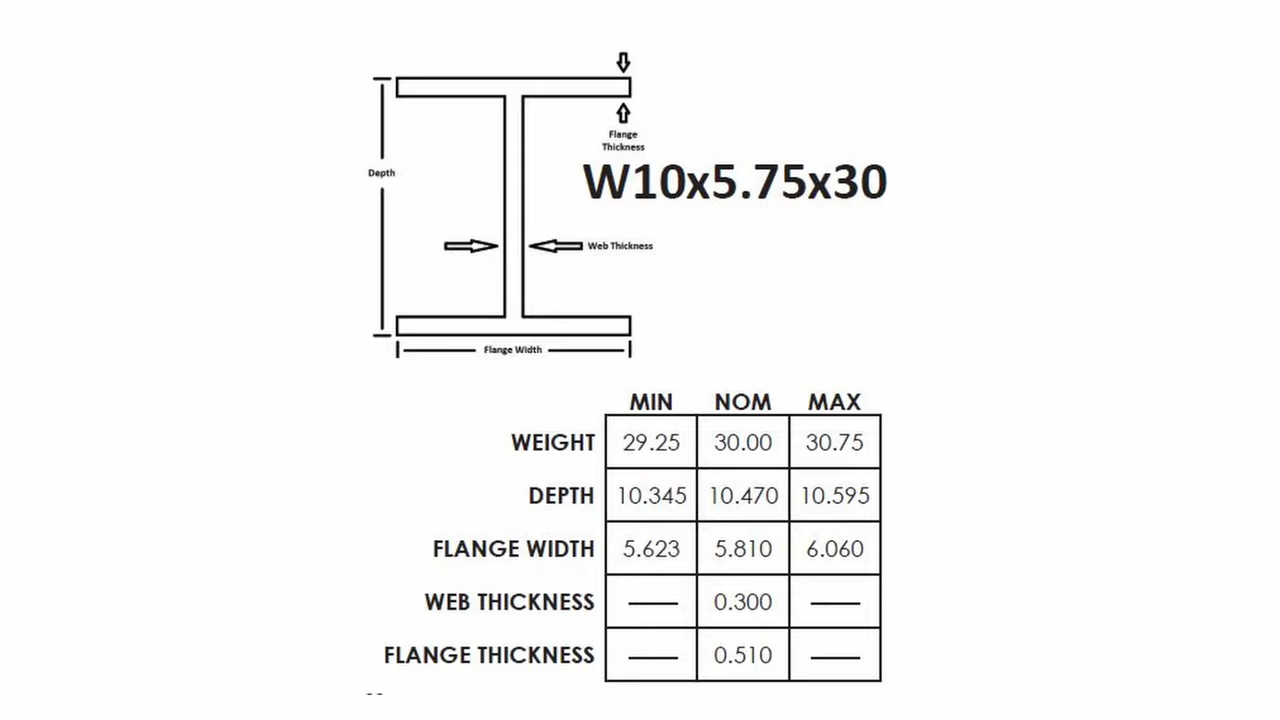 Flange
Thickness
W10x5.75x30
Depth
Web Thickness
Flange Width
MIN NOM MAX
WEIGHT 29.25 30.00 30.75
DEPTH 10.345 10.470 10.595
FLANGE WIDTH 5.623 5.810 6.060
WEB THICKNESS — 0.300 —
FLANGE THICKNESS — 0.510 —